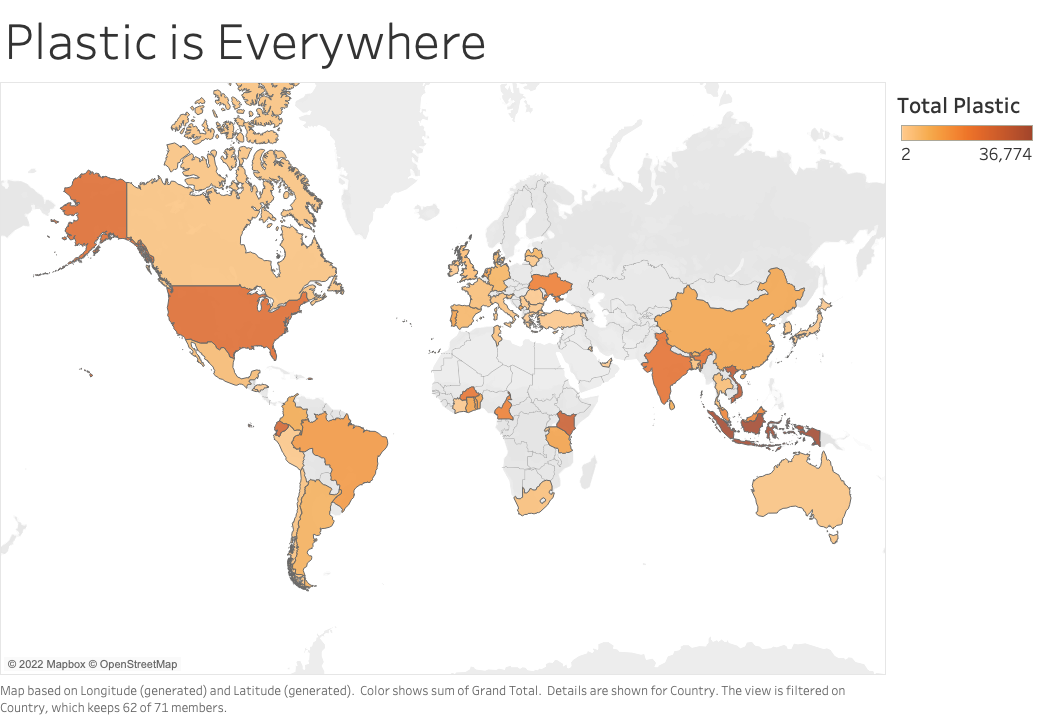 Plastic is Everywhere
Total Plastic
2 36,774
© 2022 Mapbox © OpenStreetMap
Map based on Longitude (generated) and Latitude (generated).  Color shows sum of Grand Total.  Details are shown for Country. The view is filtered on
Country, which keeps 62 of 71 members.